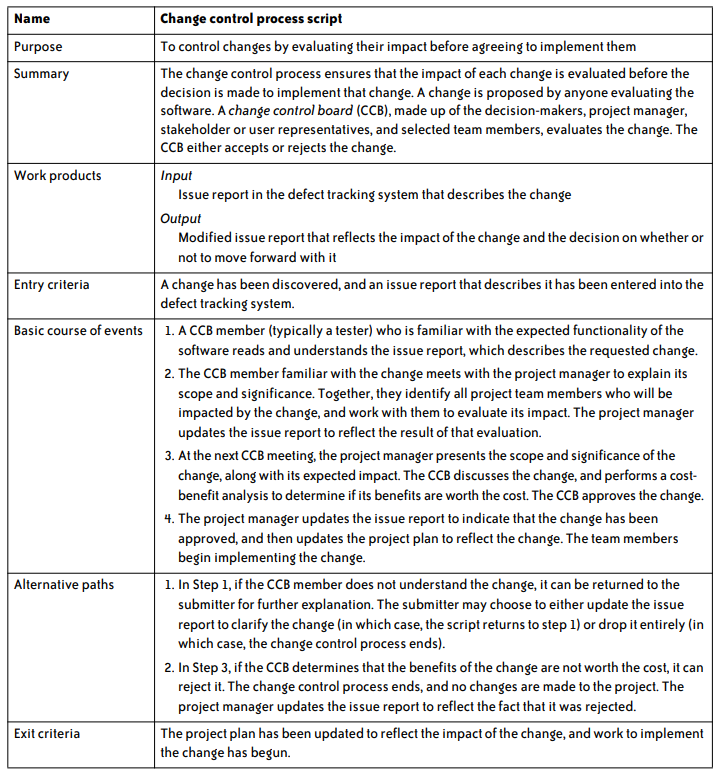 Name Change control process script
Purpose To control changes by evaluating their impact before agreeing to implement them
Summary The change control process ensures that the impact of each change is evaluated before the
decision is made to implement that change. A change is proposed by anyone evaluating the
software. A change control board (CCB), made up of the decision-makers, project manager,
stakeholder or user representatives, and selected team members, evaluates the change. The
CCB either accepts or rejects the change.
Work products Input
Issue report in the defect tracking system that describes the change
Output
Modified issue report that reflects the impact of the change and the decision on whether or
not to move forward with it
Entry criteria A change has been discovered, and an issue report that describes it has been entered into the
defect tracking system.
Basic course of events 1. A CCB member (typically a tester) who is familiar with the expected functionality of the
software reads and understands the issue report, which describes the requested change.
2. The CCB member familiar with the change meets with the project manager to explain its
scope and significance. Together, they identify all project team members who will be
impacted by the change, and work with them to evaluate its impact. The project manager
updates the issue report to reflect the result of that evaluation.
3. At the next CCB meeting, the project manager presents the scope and significance of the
change, along with its expected impact. The CCB discusses the change, and performs a cost-
benefit analysis to determine if its benefits are worth the cost. The CCB approves the change.
4. The project manager updates the issue report to indicate that the change has been
approved, and then updates the project plan to reflect the change. The team members
begin implementing the change.
Alternative paths 1. In Step 1, if the CCB member does not understand the change, it can be returned to the
submitter for further explanation. The submitter may choose to either update the issue
report to clarify the change (in which case, the script returns to step 1) or drop it entirely (in
which case, the change control process ends).
2. In Step 3, if the CCB determines that the benefits of the change are not worth the cost, it can
reject it. The change control process ends, and no changes are made to the project. The
project manager updates the issue report to reflect the fact that it was rejected.
Exit criteria The project plan has been updated to reflect the impact of the change, and work to implement
the change has begun.